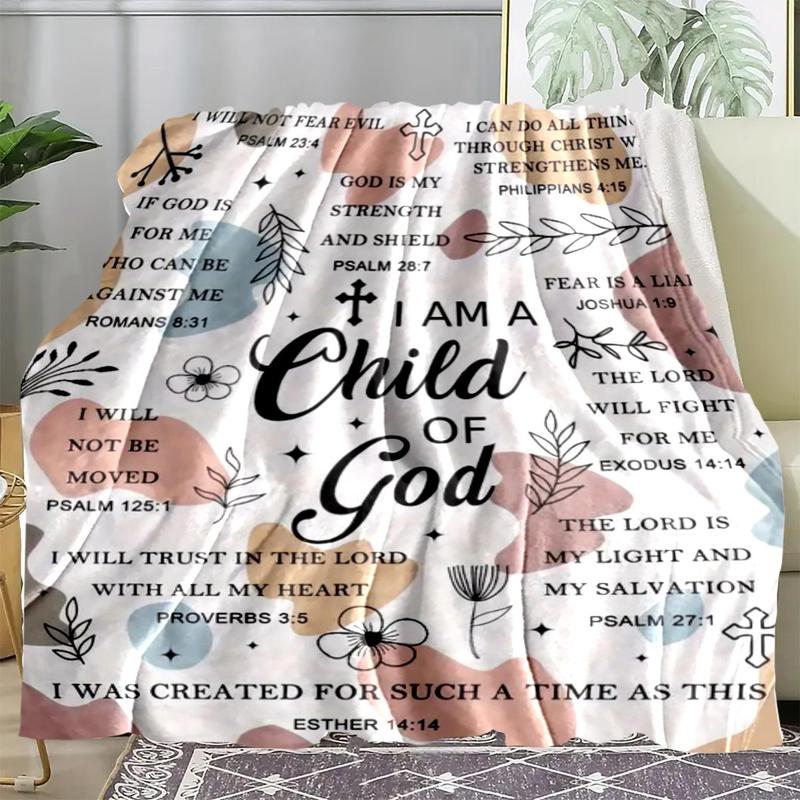 I WILL NOT FEAR EVIL
PSALM 23:4
I CAN DO ALL THIN
THROUGH CHRIST W
STRENGTHENS ME.
PHILIPPIANS 4:15
GOD IS MY
STRENGTH
AND SHIELD
PSALM 28:7
IF GOD IS
FOR ME
WHO CAN BE
AGAINST ME
ROMANS 8:31
FEAR IS A LIAR
JOSHUA 1:9
I AM A
Child
OF
God
THE LORD
WILL FIGHT
FOR ME
EXODUS 14:14
I WILL
NOT BE
MOVED
PSALM 125:1
THE LORD IS
MY LIGHT AND
MY SALVATION
PSALM 27:1
I WILL TRUST IN THE LORD
WITH ALL MY HEART
PROVERBS 3:5
I WAS CREATED FOR SUCH A TIME AS THIS
ESTHER 14:14